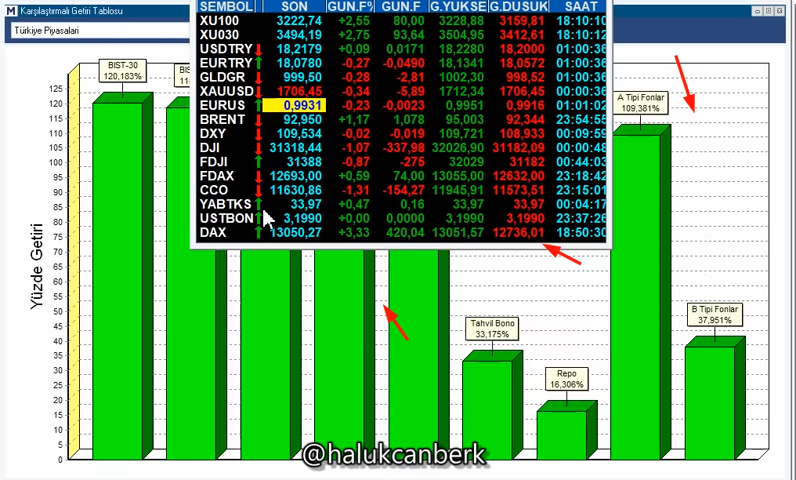 Karşılaştırmalı Getiri Tablosu
Türkiye Piyasalari
SEMBOL SON GUN.F% GUN.F G.YUKSE G.DUSUK SAAT
XU100 3222,74 +2,55 80,00 3228,88 3159,81 18:10:10
XU030 3494,19 +2,75 93,64 3504,95 3412,61 18:10:10
USDTRY 18,2179 +0,09 0,0171 18,2280 18,2000 01:00:36
EURTRY 18,0780 -0,27 -0,0490 18,1341 18,0572 01:00:36
GLDGR 999,50 -0,28 -2,81 1002,30 998,52 01:00:36
XAUUSD 1706,45 -0,34 -5,89 1712,34 1706,45 01:00:35
EURUS 0,9931 -0,23 -0,0023 0,9951 0,9916 01:01:02
BRENT 92,950 +1,17 1,078 95,003 92,344 23:54:55
DXY 109,534 -0,02 -0,019 109,721 108,933 00:09:59
DJI 31318,44 -1,07 -337,98 32026,90 31182,09 00:00:48
FDJI 31388 -0,87 -275 32029 31182 00:44:03
FDAX 12693,00 +0,59 74,00 13055,00 12632,00 23:18:42
CCO 11630,86 -1,31 -154,27 11945,91 11573,51 23:15:01
YABTKS 33,97 +0,47 0,16 33,97 33,97 00:04:17
USTBON 3,1990 +0,00 0,0000 3,1990 3,1990 23:37:26
DAX 13050,27 +3,33 420,04 13051,57 12736,01 18:50:30
BIST-30
120,183%
A Tipi Fonlar
109,381%
B Tipi Fonlar
37,951%
Tahvil Bono
33,175%
Repo
16,306%
Yüzde Getiri
125
120
115
110
105
100
95
90
85
80
75
70
65
60
55
50
45
40
35
30
25
20
15
10
5
0
@halukcanberk